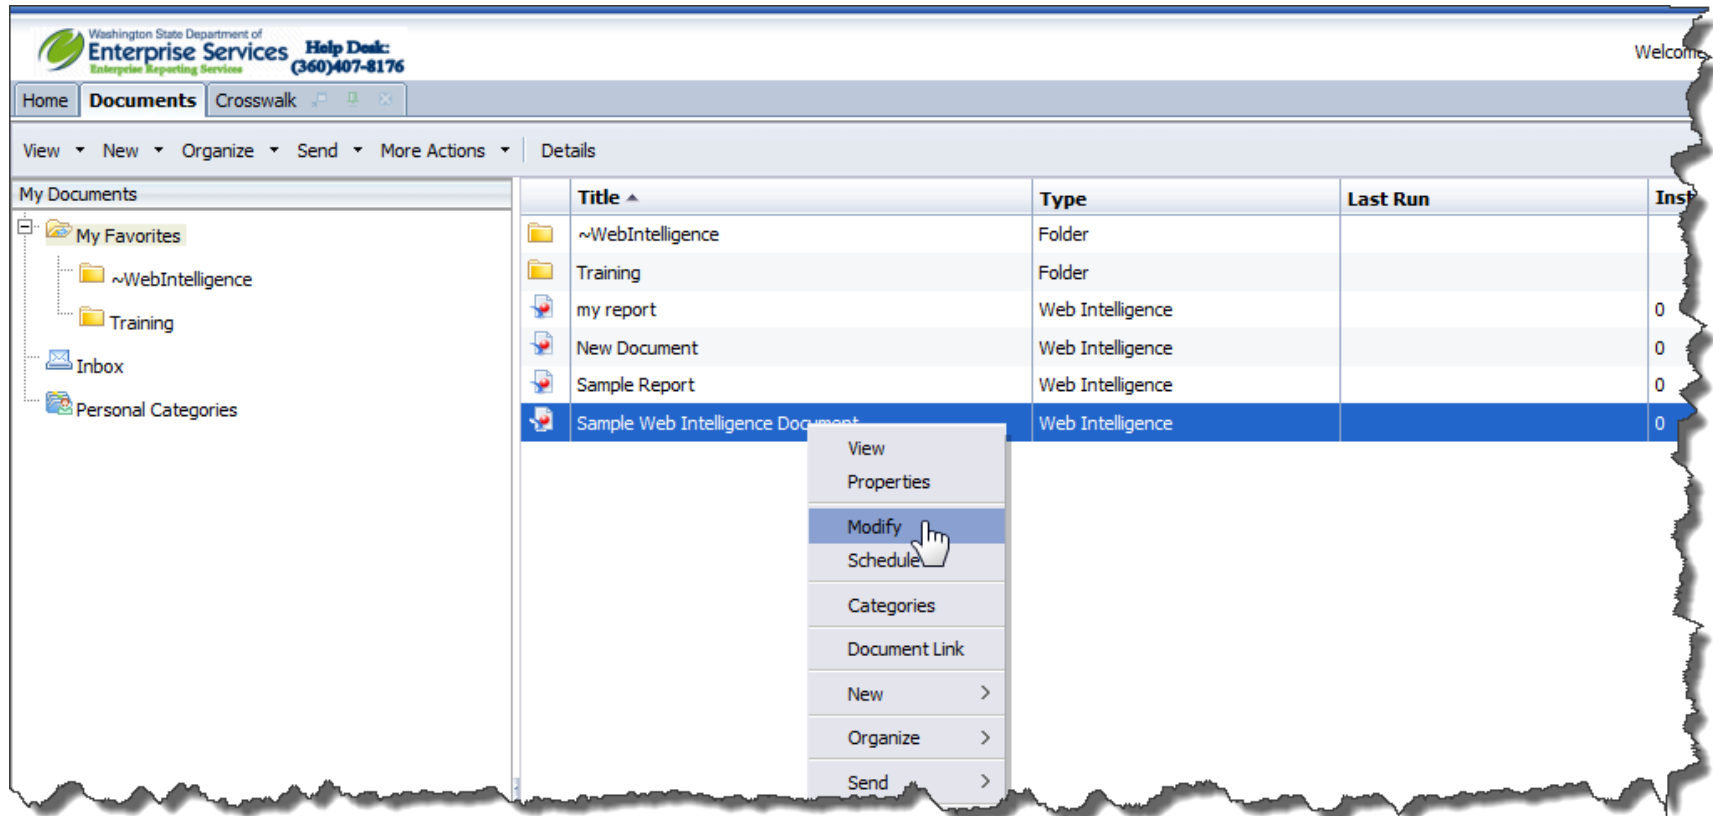 Washington State Department of
Enterprise Services
Enterprise Reporting Services
Help Desk:
(360)407-8176
Welcome
Home Documents Crosswalk
View New Organize Send More Actions Details
My Documents
My Favorites
~WebIntelligence
Training
Inbox
Personal Categories
Title Type Last Run Inst
~WebIntelligence Folder
Training Folder
my report Web Intelligence 0
New Document Web Intelligence 0
Sample Report Web Intelligence 0
Sample Web Intelligence Document Web Intelligence 0
View
Properties
Modify
Schedule
Categories
Document Link
New >
Organize >
Send >